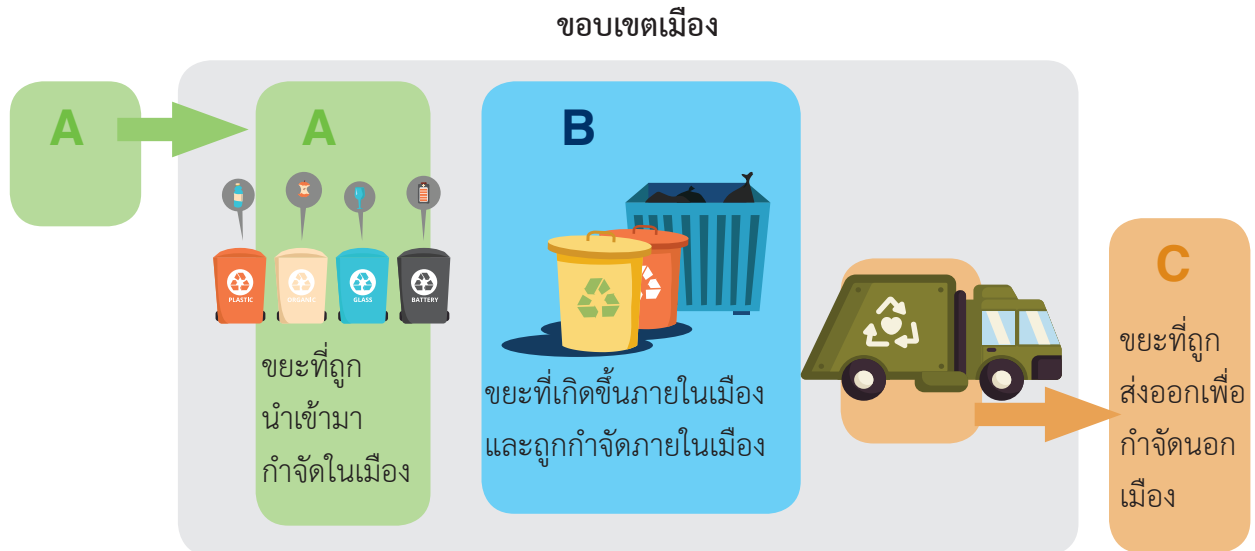 ขอบเขตเมือง
A
A
B
PLASTIC
ORGANIC
GLASS
BATTERY
ขยะที่ถูก
นำเข้ามา
กำจัดในเมือง
ขยะที่เกิดขึ้นภายในเมือง
และถูกกำจัดภายในเมือง
C
ขยะที่ถูก
ส่งออกเพื่อ
กำจัดนอก
เมือง